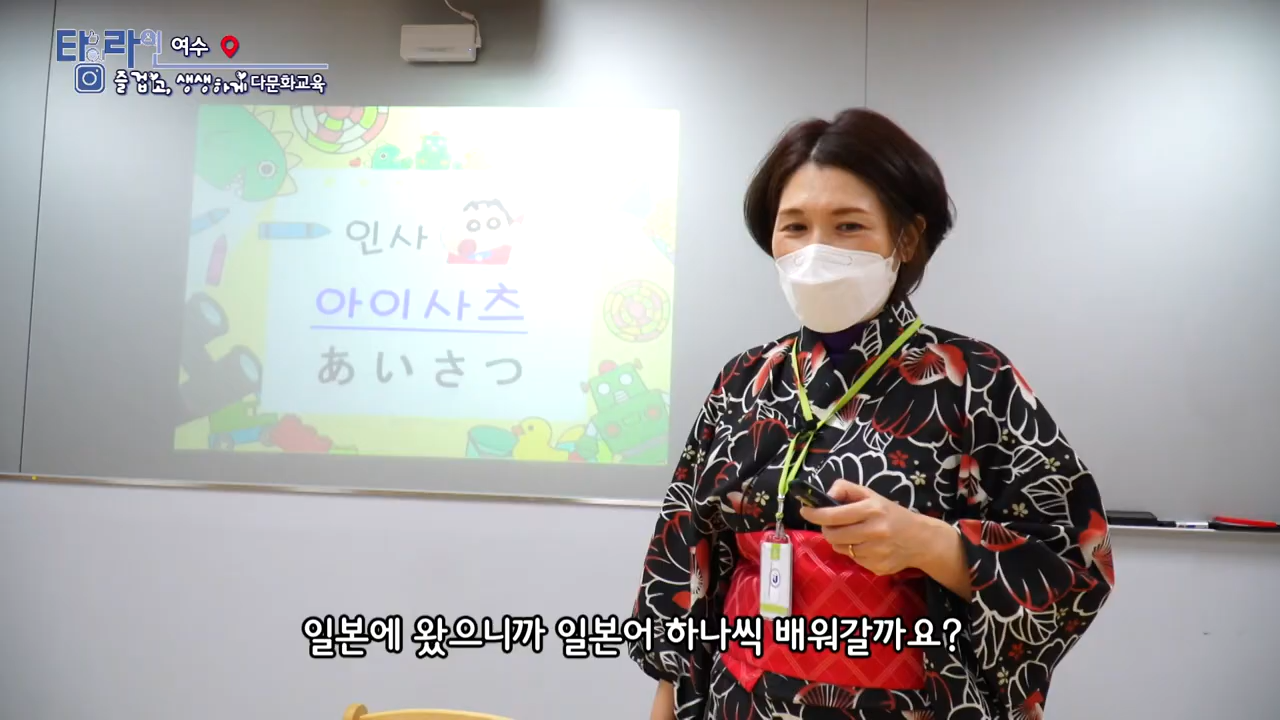 탐라의 여수
즐겁고, 생생하게 다문화교육
인사
아이사츠
あいさつ
일본에 왔으니까 일본어 하나씩 배워갈까요?